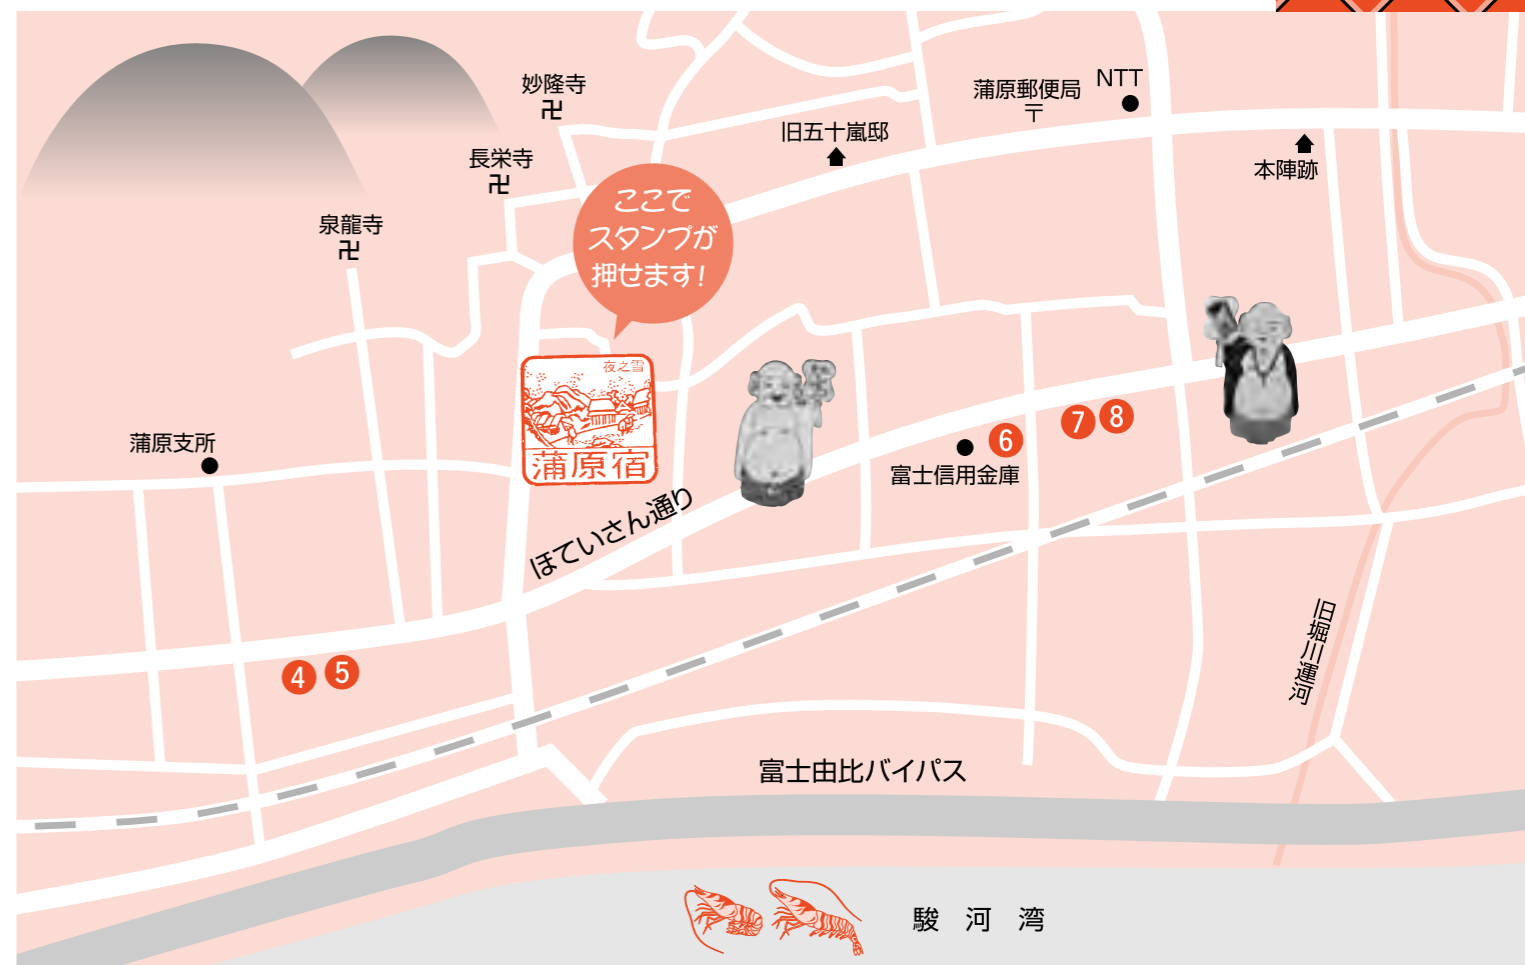 妙隆寺
卍
蒲原郵便局
〒
NTT
旧五十嵐邸
長栄寺
卍
本陣跡
泉龍寺
卍
ここで
スタンプが
押せます!
夜之雪
蒲原宿
蒲原支所
ほていさん通り
富士信用金庫
6
7
8
4
5
旧堀川運河
富士由比バイパス
駿河湾